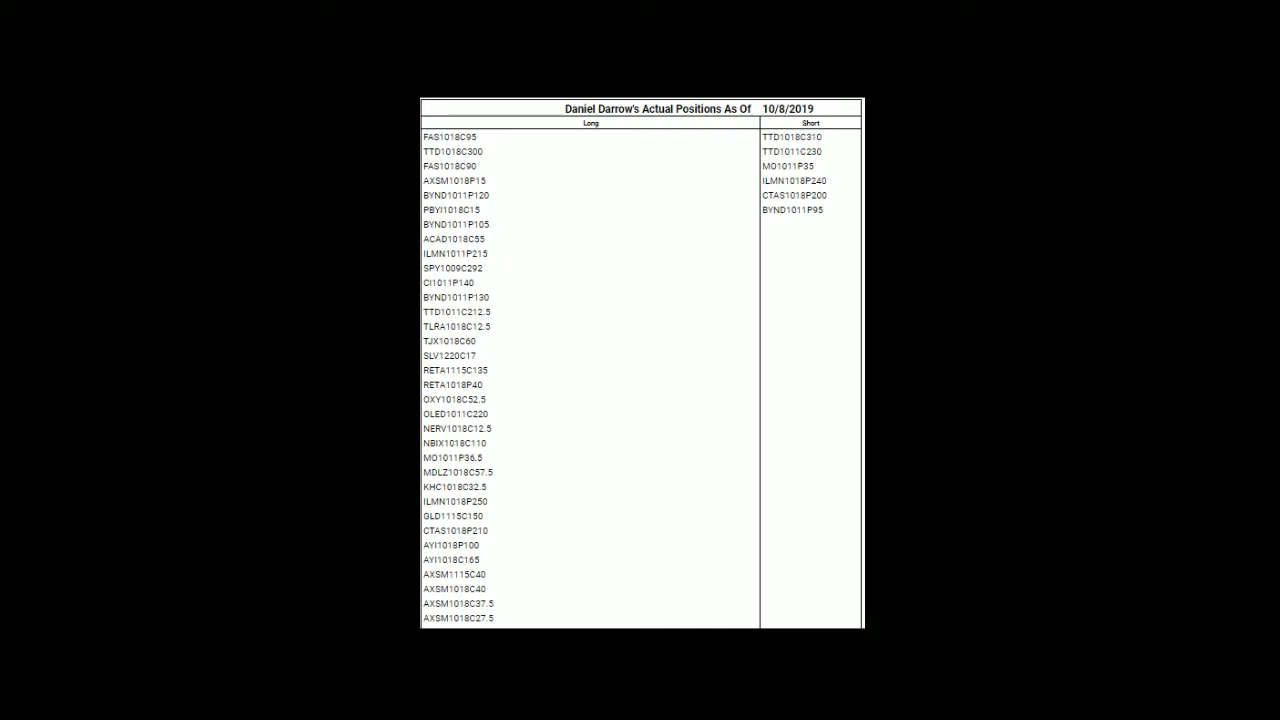 Daniel Darrow's Actual Positions As Of 10/8/2019
Long Short
FAS1018C95 TTD1018C310
TTD1018C300 TTD1011C230
FAS1018C90 MO1011P35
AXSM1018P15 ILMN1018P240
BYND1011P120 CTAS1018P200
PBYI1018C15 BYND1011P95
BYND1011P105
ACAD1018C55
ILMN1011P215
SPY1009C292
CI1011P140
BYND1011P130
TTD1011C212.5
TLRA1018C12.5
TJX1018C60
SLV1220C17
RETA1115C135
RETA1018P40
OXY1018C52.5
OLED1011C220
NERV1018C12.5
NBIX1018C110
MO1011P36.5
MDLZ1018C57.5
KHC1018C32.5
ILMN1018P250
GLD1115C150
CTAS1018P210
AYI1018P100
AYI1018C165
AXSM1115C40
AXSM1018C40
AXSM1018C37.5
AXSM1018C27.5